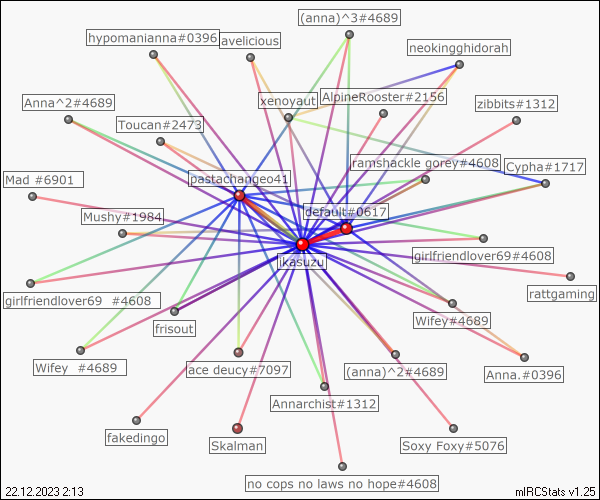 (anna)^3#4689
hypomanianna#0396
avelicious
neokingghidorah
Anna^2#4689
xenoyaut
AlpineRooster#2156
zibbits#1312
Toucan#2473
ramshackle gorey#4608
Cypha#1717
Mad #6901
pastachangeo41
default#0617
Mushy#1984
jkasuzu
girlfriendlover69#4608
rattgaming
girlfriendlover69 #4608
frisout
Wifey#4689
Wifey #4689
ace deucy#7097
(anna)^2#4689
Anna.#0396
Annarchist#1312
fakedingo
Skalman
Soxy Foxy#5076
no cops no laws no hope#4608
22.12.2023 2:13
mIRCStats v1.25